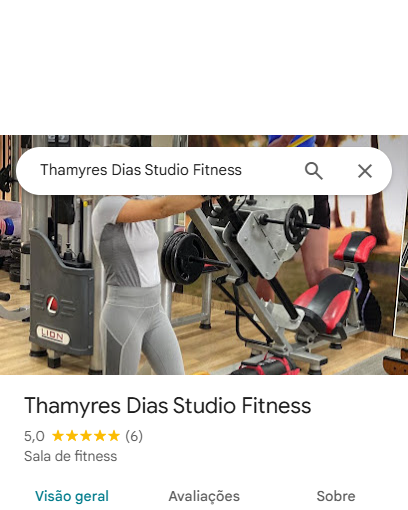 Thamyres Dias Studio Fitness
LION
Thamyres Dias Studio Fitness
5,0 (6)
Sala de fitness
Visão geral Avaliações Sobre